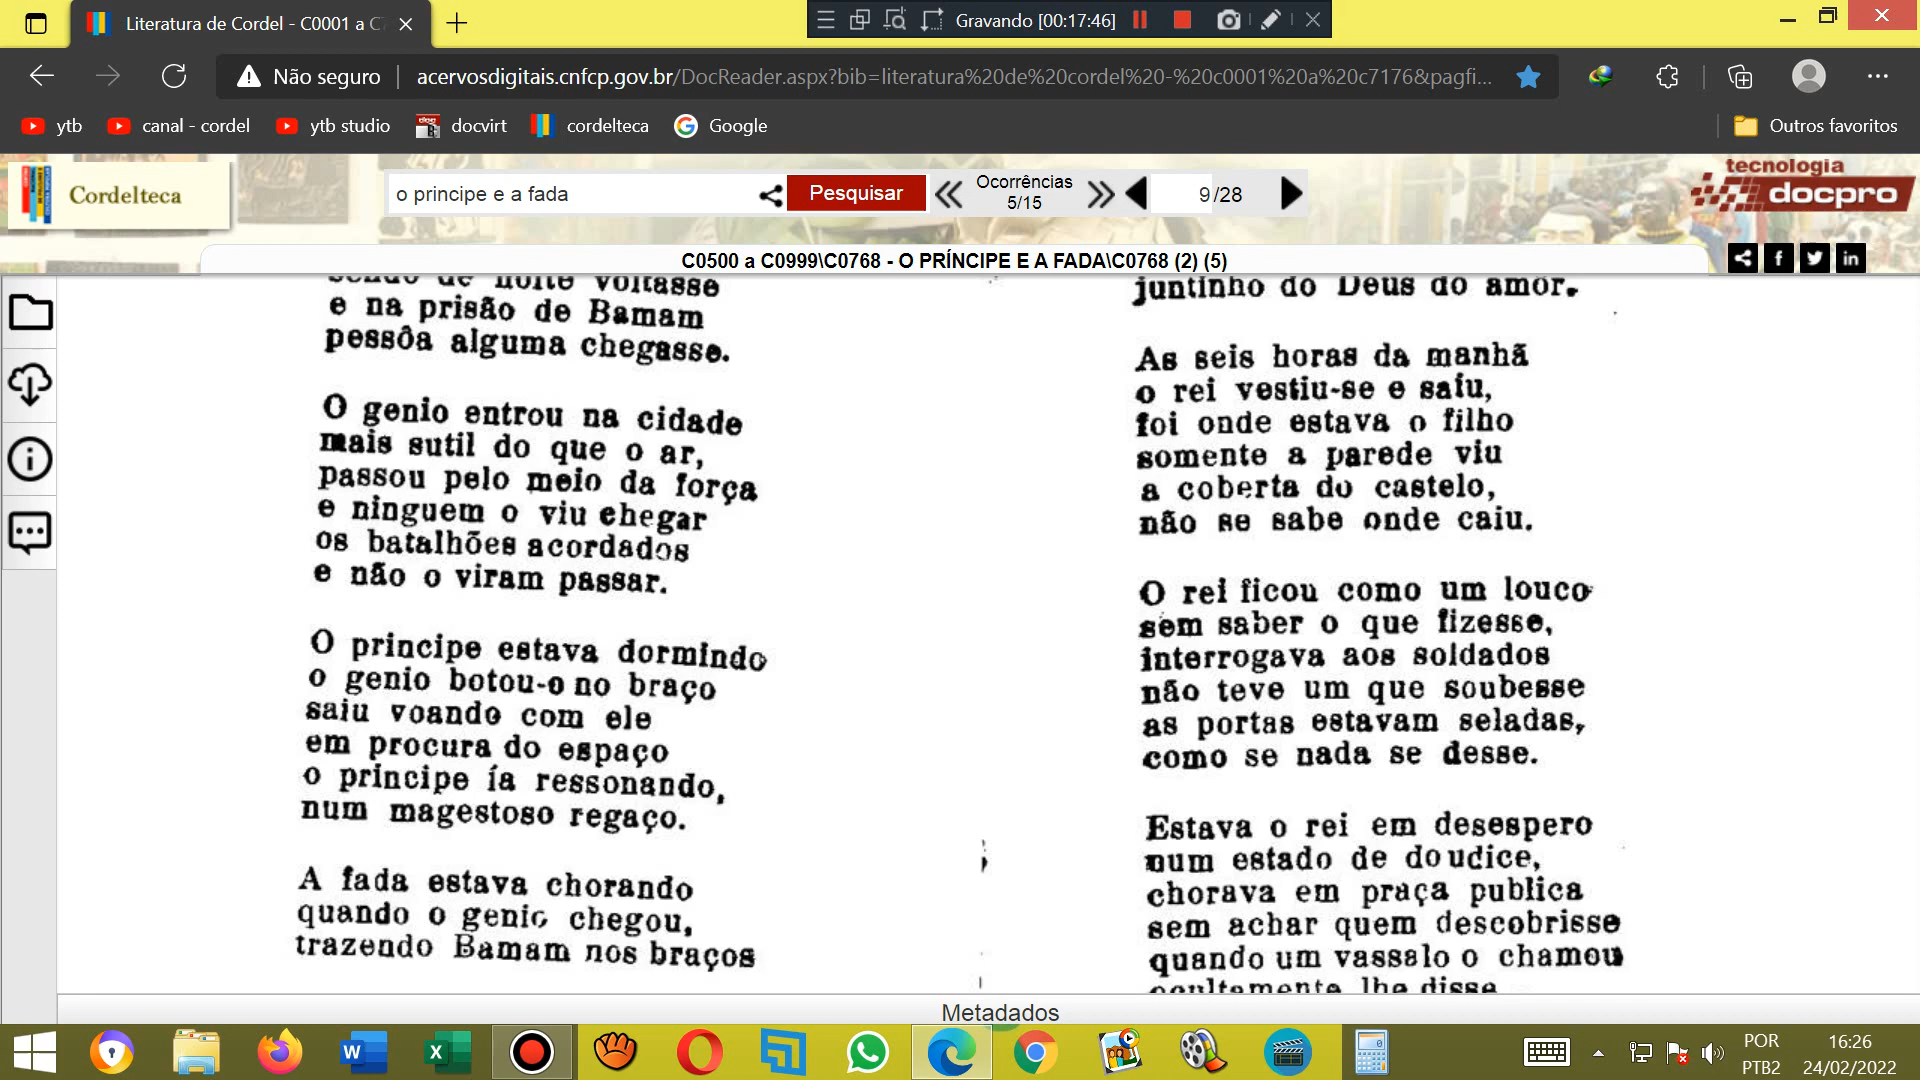 Literatura de Cordel - C0001 a C7
Gravando [00:17:46]
Não seguro
acervosdigitais.cnfcp.gov.br/DocReader.aspx?bib=literatura%20de%20cordel%20-%20c0001%20a%20c7176&pagfi...
ytb
canal - cordel
ytb studio
docvirt
cordelteca
Google
Outros favoritos
Cordelteca
o principe e a fada
Pesquisar
Ocorrências
5/15
9 /28
tecnologia
docpro
C0500 a C0999\C0768 - O PRÍNCIPE E A FADA\C0768 (2) (5)
sendo de noite voltasse
e na prisão de Bamam
pessôa alguma chegasse.
O genio entrou na cidade
mais sutil do que o ar,
passou pelo meio da força
e ninguem o viu chegar
os batalhões acordados
e não o viram passar.
O principe estava dormindo
o genio botou-o no braço
saiu voando com ele
em procura do espaço
o principe ía ressonando,
num magestoso regaço.
A fada estava chorando
quando o genio chegou,
trazendo Bamam nos braços
juntinho do Deus do amor.
As seis horas da manhã
o rei vestiu-se e saíu,
foi onde estava o filho
somente a parede viu
a coberta do castelo,
não se sabe onde caiu.
O rei ficou como um louco
sem saber o que fizesse,
interrogava aos soldados
não teve um que soubesse
as portas estavam seladas,
como se nada se desse.
Estava o rei em desespero
num estado de doudice,
chorava em praça publica
sem achar quem descobrisse
quando um vassalo o chamou
ocultamente lhe disse
Metadados
POR
PTB2
16:26
24/02/2022